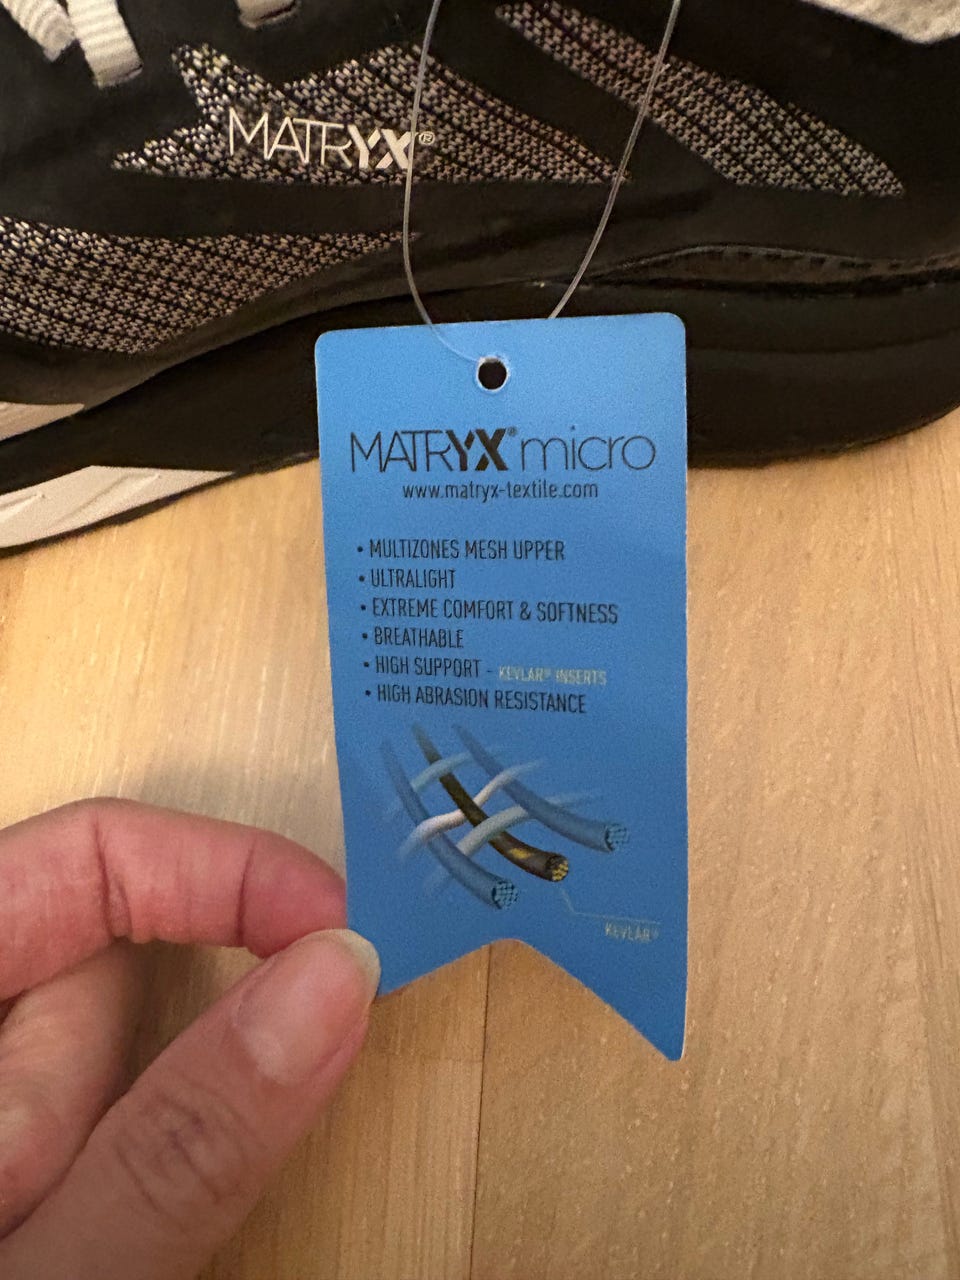 MATRYX®
MATRYX® micro
www.matryx-textile.com
• MULTIZONES MESH UPPER
• ULTRALIGHT
• EXTREME COMFORT & SOFTNESS
• BREATHABLE
• HIGH SUPPORT - KEVLAR® INSERTS
• HIGH ABRASION RESISTANCE
KEVLAR®